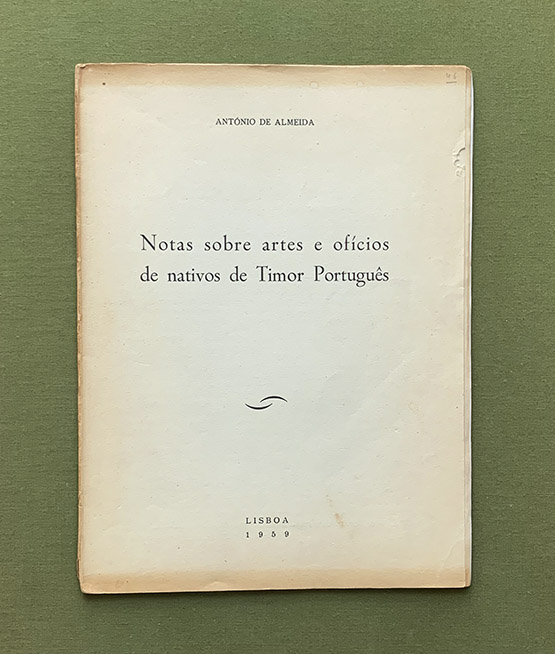 ANTÓNIO DE ALMEIDA
Notas sobre artes e ofícios
de nativos de Timor Português
LISBOA
1959